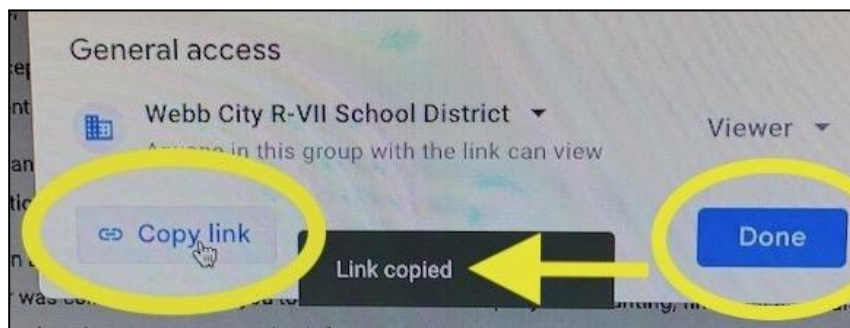 General access
Webb City R-VII School District
Anyone in this group with the link can view
Viewer
Copy link
Link copied
Done